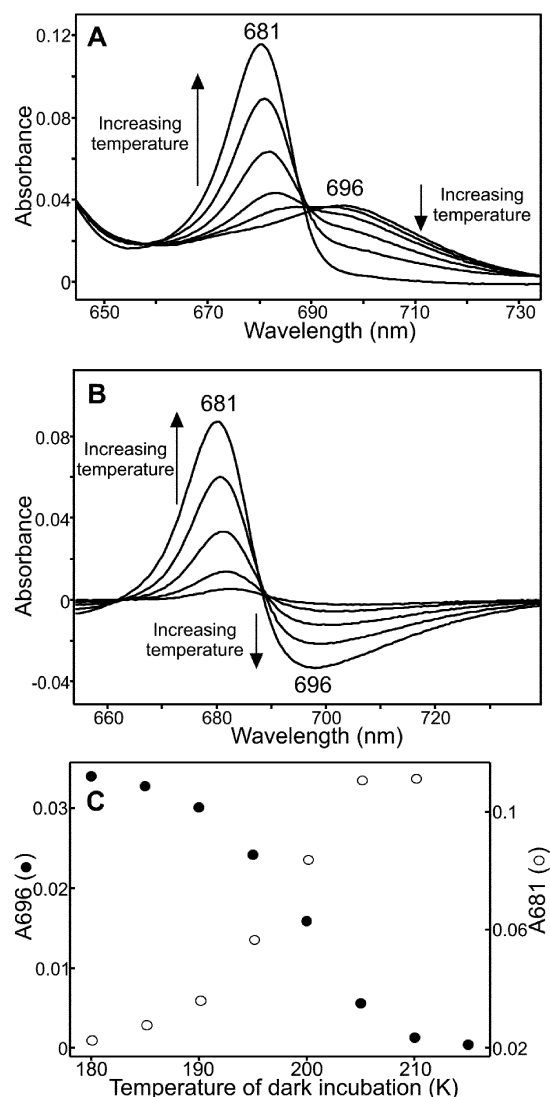 A
0.12
0.08
0.04
0
Absorbance
681
696
Increasing
temperature
Increasing
temperature
650
670
690
710
730
Wavelength (nm)
B
0.08
0.04
0
-0.04
Absorbance
681
Increasing
temperature
Increasing
temperature
696
660
680
700
720
Wavelength (nm)
C
0.03
0.02
0.01
0
A696 (●)
0.1
0.06
0.02
A681 (○)
180
190
200
210
Temperature of dark incubation (K)